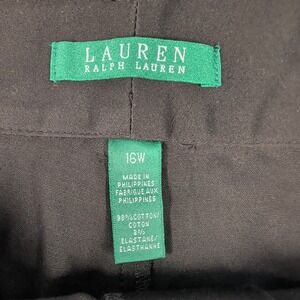 LAUREN
RALPH LAUREN
16W
MADE IN
PHILIPPINES
FABRIQUE AUX
PHILIPPINES
98% COTTON/
COTON
2% ELASTANE/
ELASTHANNE